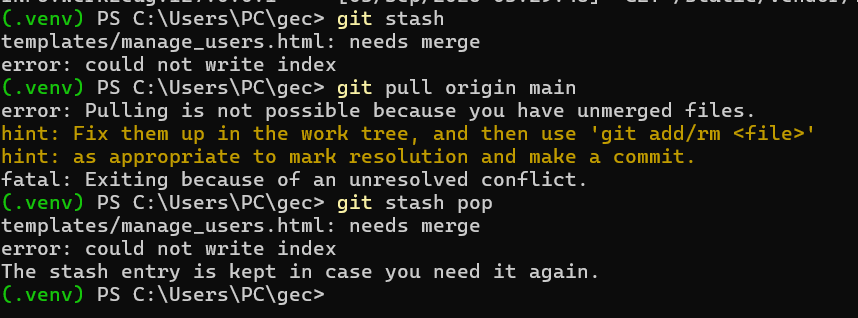 (.venv) PS C:\Users\PC\gec> git stash
templates/manage_users.html: needs merge
error: could not write index
(.venv) PS C:\Users\PC\gec> git pull origin main
error: Pulling is not possible because you have unmerged files.
hint: Fix them up in the work tree, and then use 'git add/rm <file>'
hint: as appropriate to mark resolution and make a commit.
fatal: Exiting because of an unresolved conflict.
(.venv) PS C:\Users\PC\gec> git stash pop
templates/manage_users.html: needs merge
error: could not write index
The stash entry is kept in case you need it again.
(.venv) PS C:\Users\PC\gec>